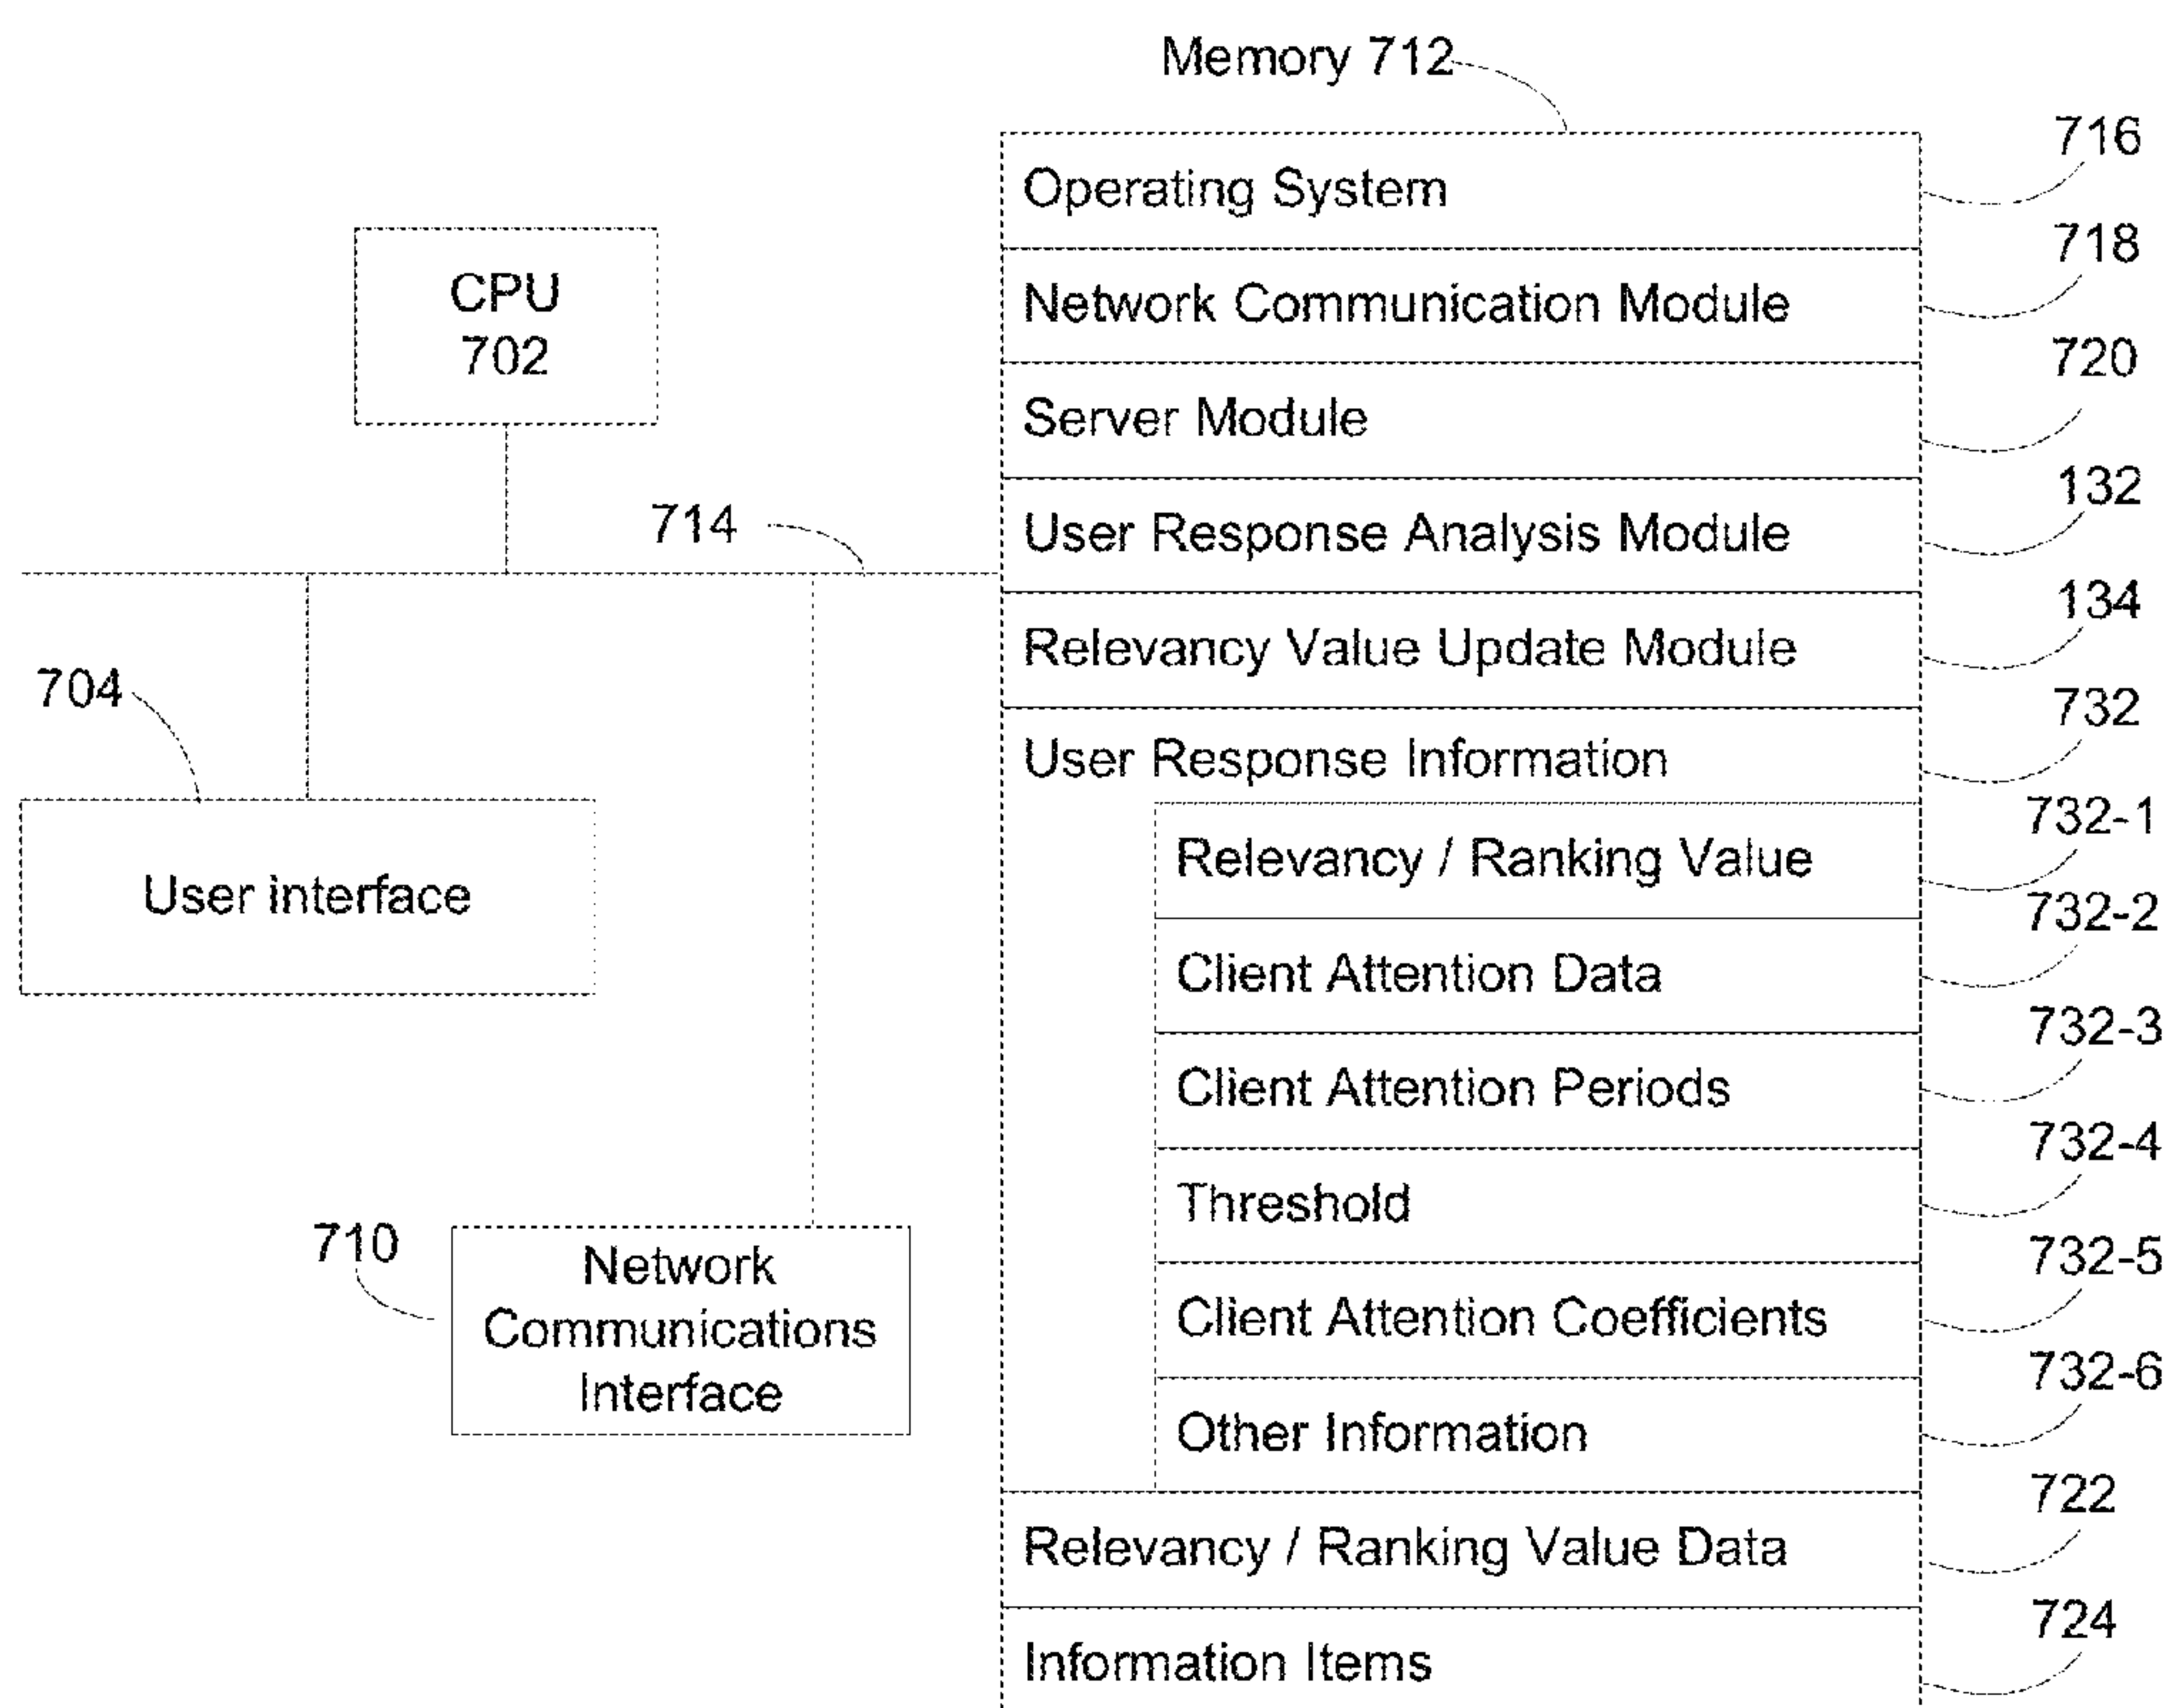 Memory 712
Operating System
716
Network Communication Module
718
Server Module
720
User Response Analysis Module
132
Relevancy Value Update Module
134
User Response Information
732
Relevancy / Ranking Value
732-1
Client Attention Data
732-2
Client Attention Periods
732-3
Threshold
732-4
Client Attention Coefficients
732-5
Other Information
732-6
Relevancy / Ranking Value Data
722
Information Items
724
CPU
702
714
704
User interface
710
Network
Communications
Interface